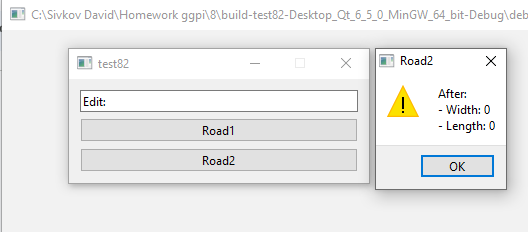 C:\Sivkov David\Homework ggpi\8\build-test82-Desktop_Qt_6_5_0_MinGW_64_bit-Debug\deb
test82
Edit:
Road1
Road2
Road2
After:
- Width: 0
- Length: 0
OK